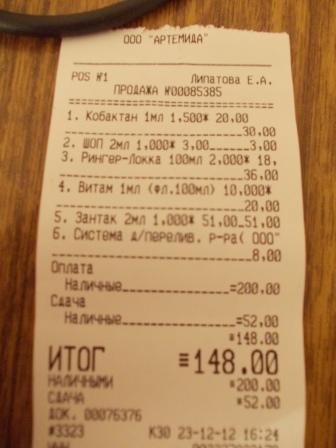 ООО "АРТЕМИДА"
POS №1 Липатова Е.А.
ПРОДАЖА №00085385
1. Кобактан 1мл 1,500* 20,00
30,00
2. ШОП 2мл 1,000* 3,00 3,00
3. Рингер-Локка 100мл 2,000* 18,
36,00
4. Витам 1мл (фл.100мл) 10,000*
20,00
5. Зантак 2мл 1,000* 51,00 51,00
6. Система д/перелив. р-ра( ООО"
8,00
Оплата
Наличные =200,00
Сдача
Наличные =52,00
≡148.00
ИТОГ ≡148.00
НАЛИЧНЫМИ ≡200.00
СДАЧА ≡52.00
ДОК. 00076376
#3323 К30 23-12-12 16:24